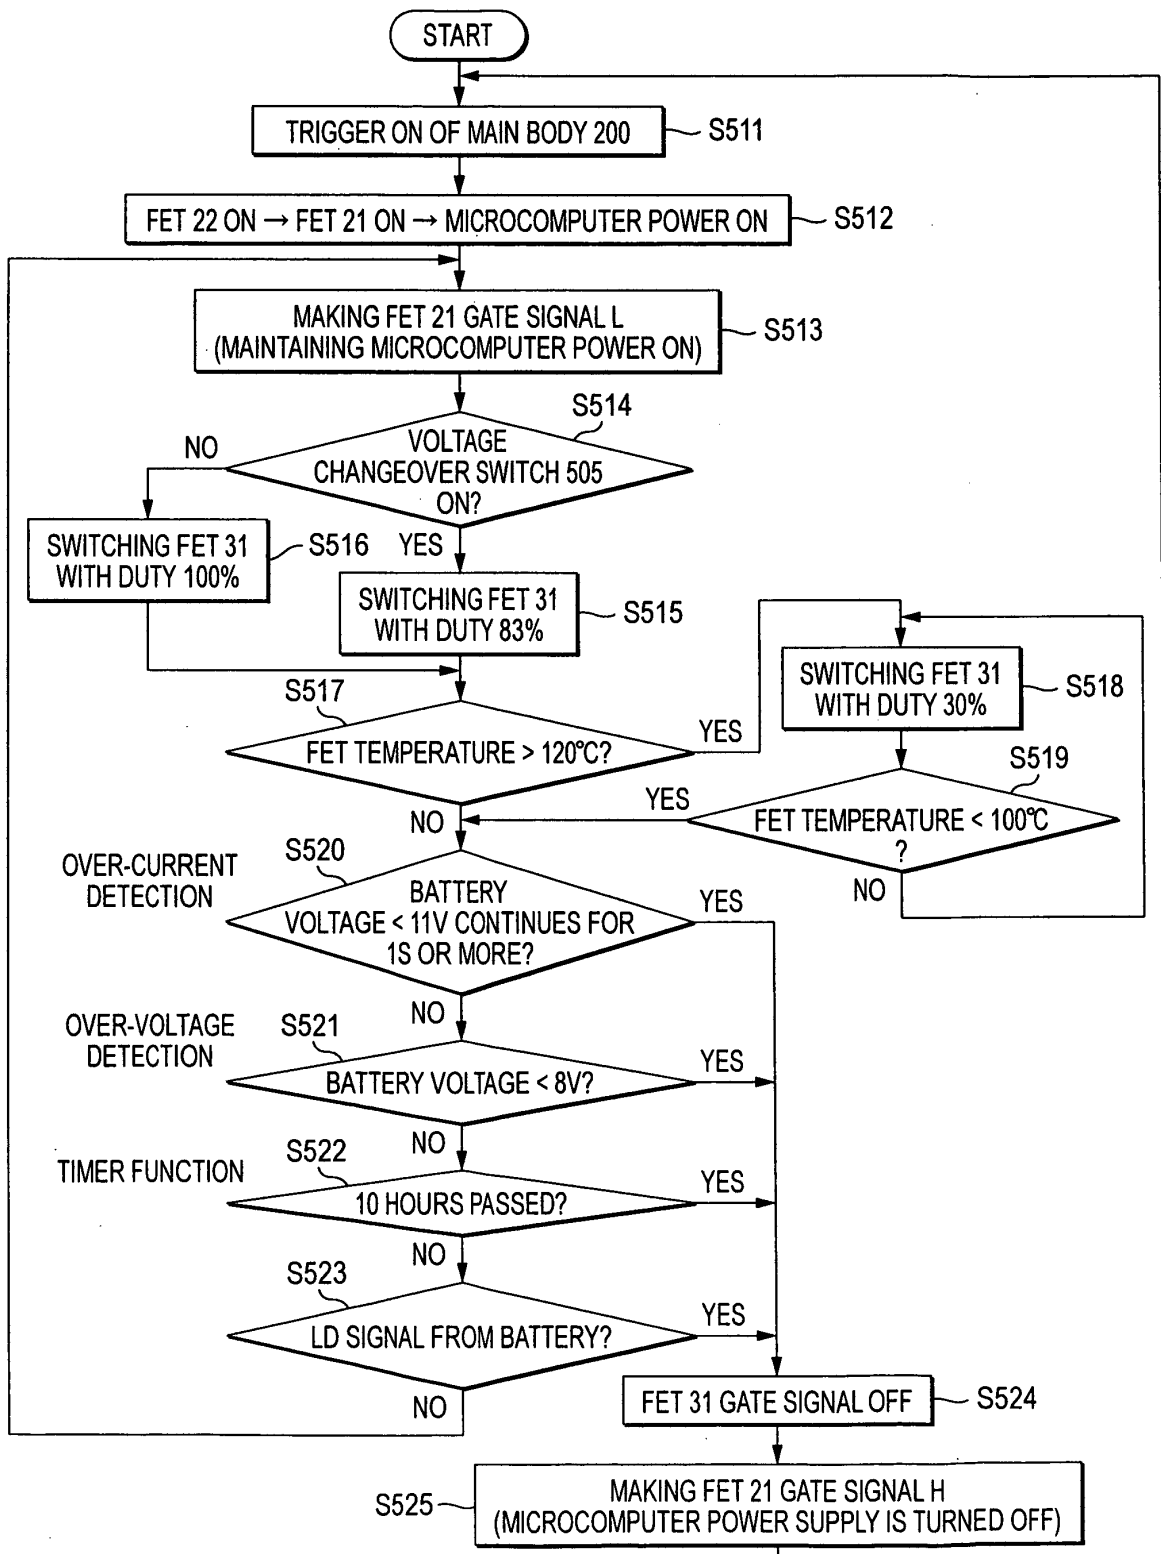 START
TRIGGER ON OF MAIN BODY 200
S511
FET 22 ON → FET 21 ON → MICROCOMPUTER POWER ON
S512
MAKING FET 21 GATE SIGNAL L
(MAINTAINING MICROCOMPUTER POWER ON)
S513
S514
NO
VOLTAGE
CHANGEOVER SWITCH 505
ON?
SWITCHING FET 31
WITH DUTY 100%
S516
YES
SWITCHING FET 31
WITH DUTY 83%
S515
SWITCHING FET 31
WITH DUTY 30%
S518
S517
FET TEMPERATURE > 120°C?
YES
S519
FET TEMPERATURE < 100°C
?
YES
NO
NO
OVER-CURRENT
DETECTION
S520
BATTERY
VOLTAGE < 11V CONTINUES FOR
1S OR MORE?
YES
NO
OVER-VOLTAGE
DETECTION
S521
BATTERY VOLTAGE < 8V?
YES
NO
TIMER FUNCTION
S522
10 HOURS PASSED?
YES
NO
S523
LD SIGNAL FROM BATTERY?
YES
NO
FET 31 GATE SIGNAL OFF
S524
S525
MAKING FET 21 GATE SIGNAL H
(MICROCOMPUTER POWER SUPPLY IS TURNED OFF)